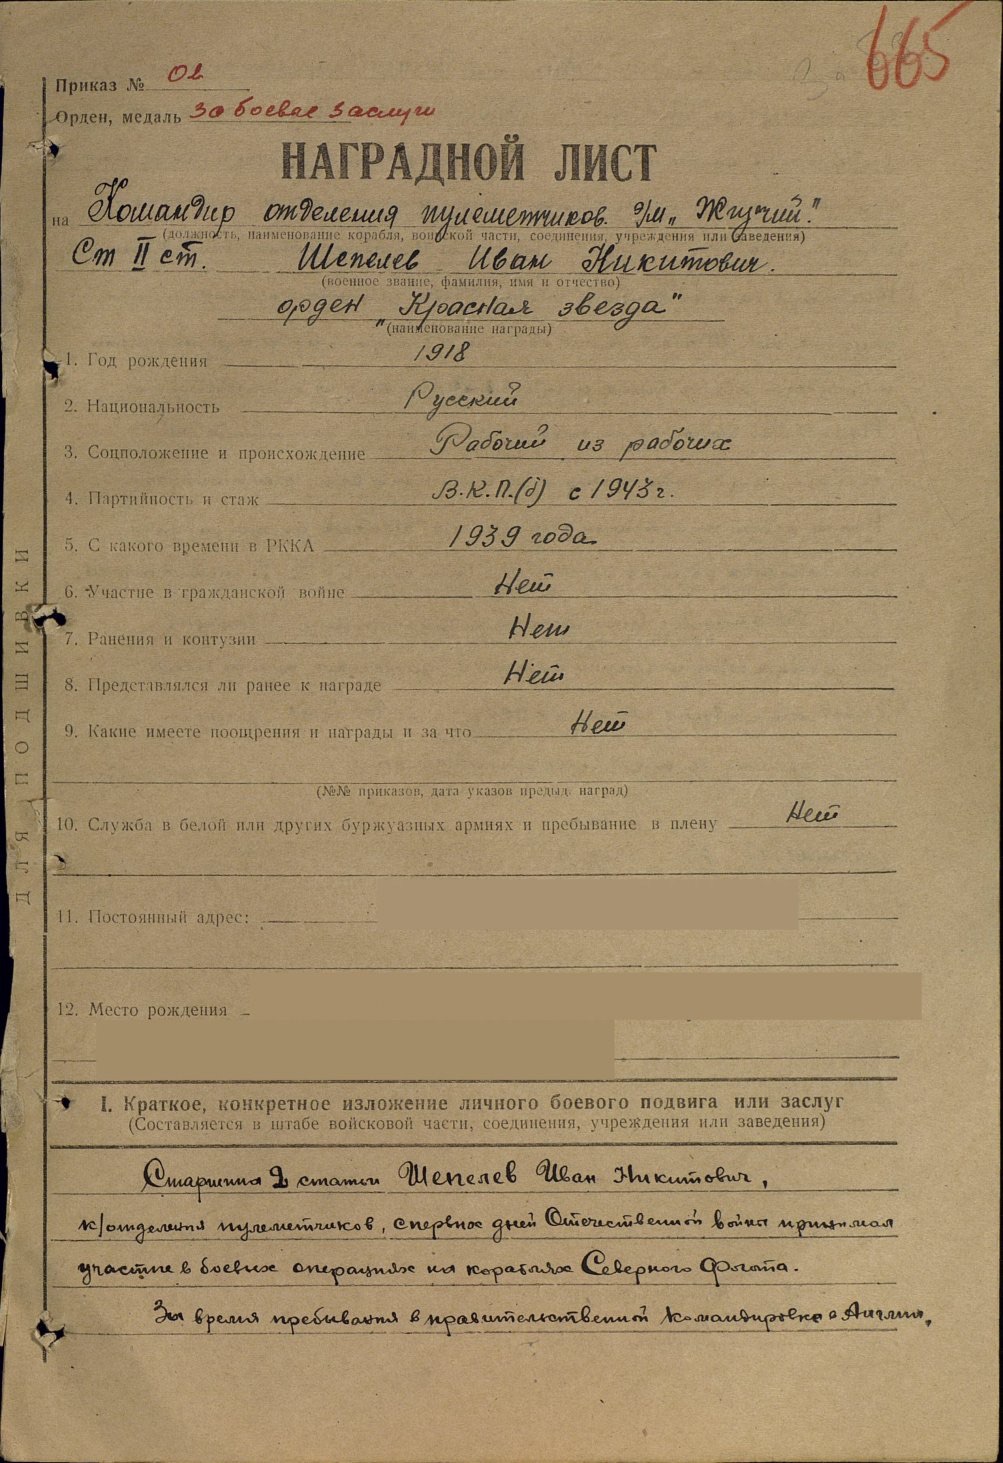 665
Приказ № 02
Орден, медаль За боевые заслуги
НАГРАДНОЙ ЛИСТ
на Командир отделения пулеметчиков э/м „Жгучий."
(должность, наименование корабля, воинской части, соединения, учреждения или заведения)
Ст II ст. Шепелев Иван Никитович.
(военное звание, фамилия, имя и отчество)
орден „Красная звезда"
(наименование награды)
1. Год рождения 1918
2. Национальность Русский
3. Соцположение и происхождение Рабочий из рабочих
4. Партийность и стаж В.К.П.(б) с 1943 г.
5. С какого времени в РККА 1939 года
6. Участие в гражданской войне Нет
7. Ранения и контузии Нет
8. Представлялся ли ранее к награде Нет
9. Какие имеете поощрения и награды и за что Нет
(№№ приказов, дата указов предыд. наград)
10. Служба в белой или других буржуазных армиях и пребывание в плену Нет
11. Постоянный адрес:
12. Место рождения
ДЛЯ ПОДШИВКИ
I. Краткое, конкретное изложение личного боевого подвига или заслуг
(Составляется в штабе войсковой части, соединения, учреждения или заведения)
Старшина 2 статьи Шепелев Иван Никитович,
к/отделения пулеметчиков, с первых дней Отечественной войны принимал
участие в боевых операциях на кораблях Северного Флота.
За время пребывания в правительственной командировке в Англии,